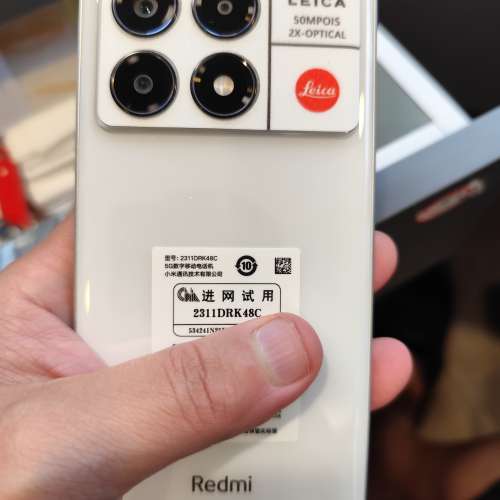 LEICA
50MPOIS
2X-OPTICAL
Leica
型号: 2311DRK48C
5G数字移动电话机
小米通讯技术有限公司
10
进网试用
2311DRK48C
Redmi